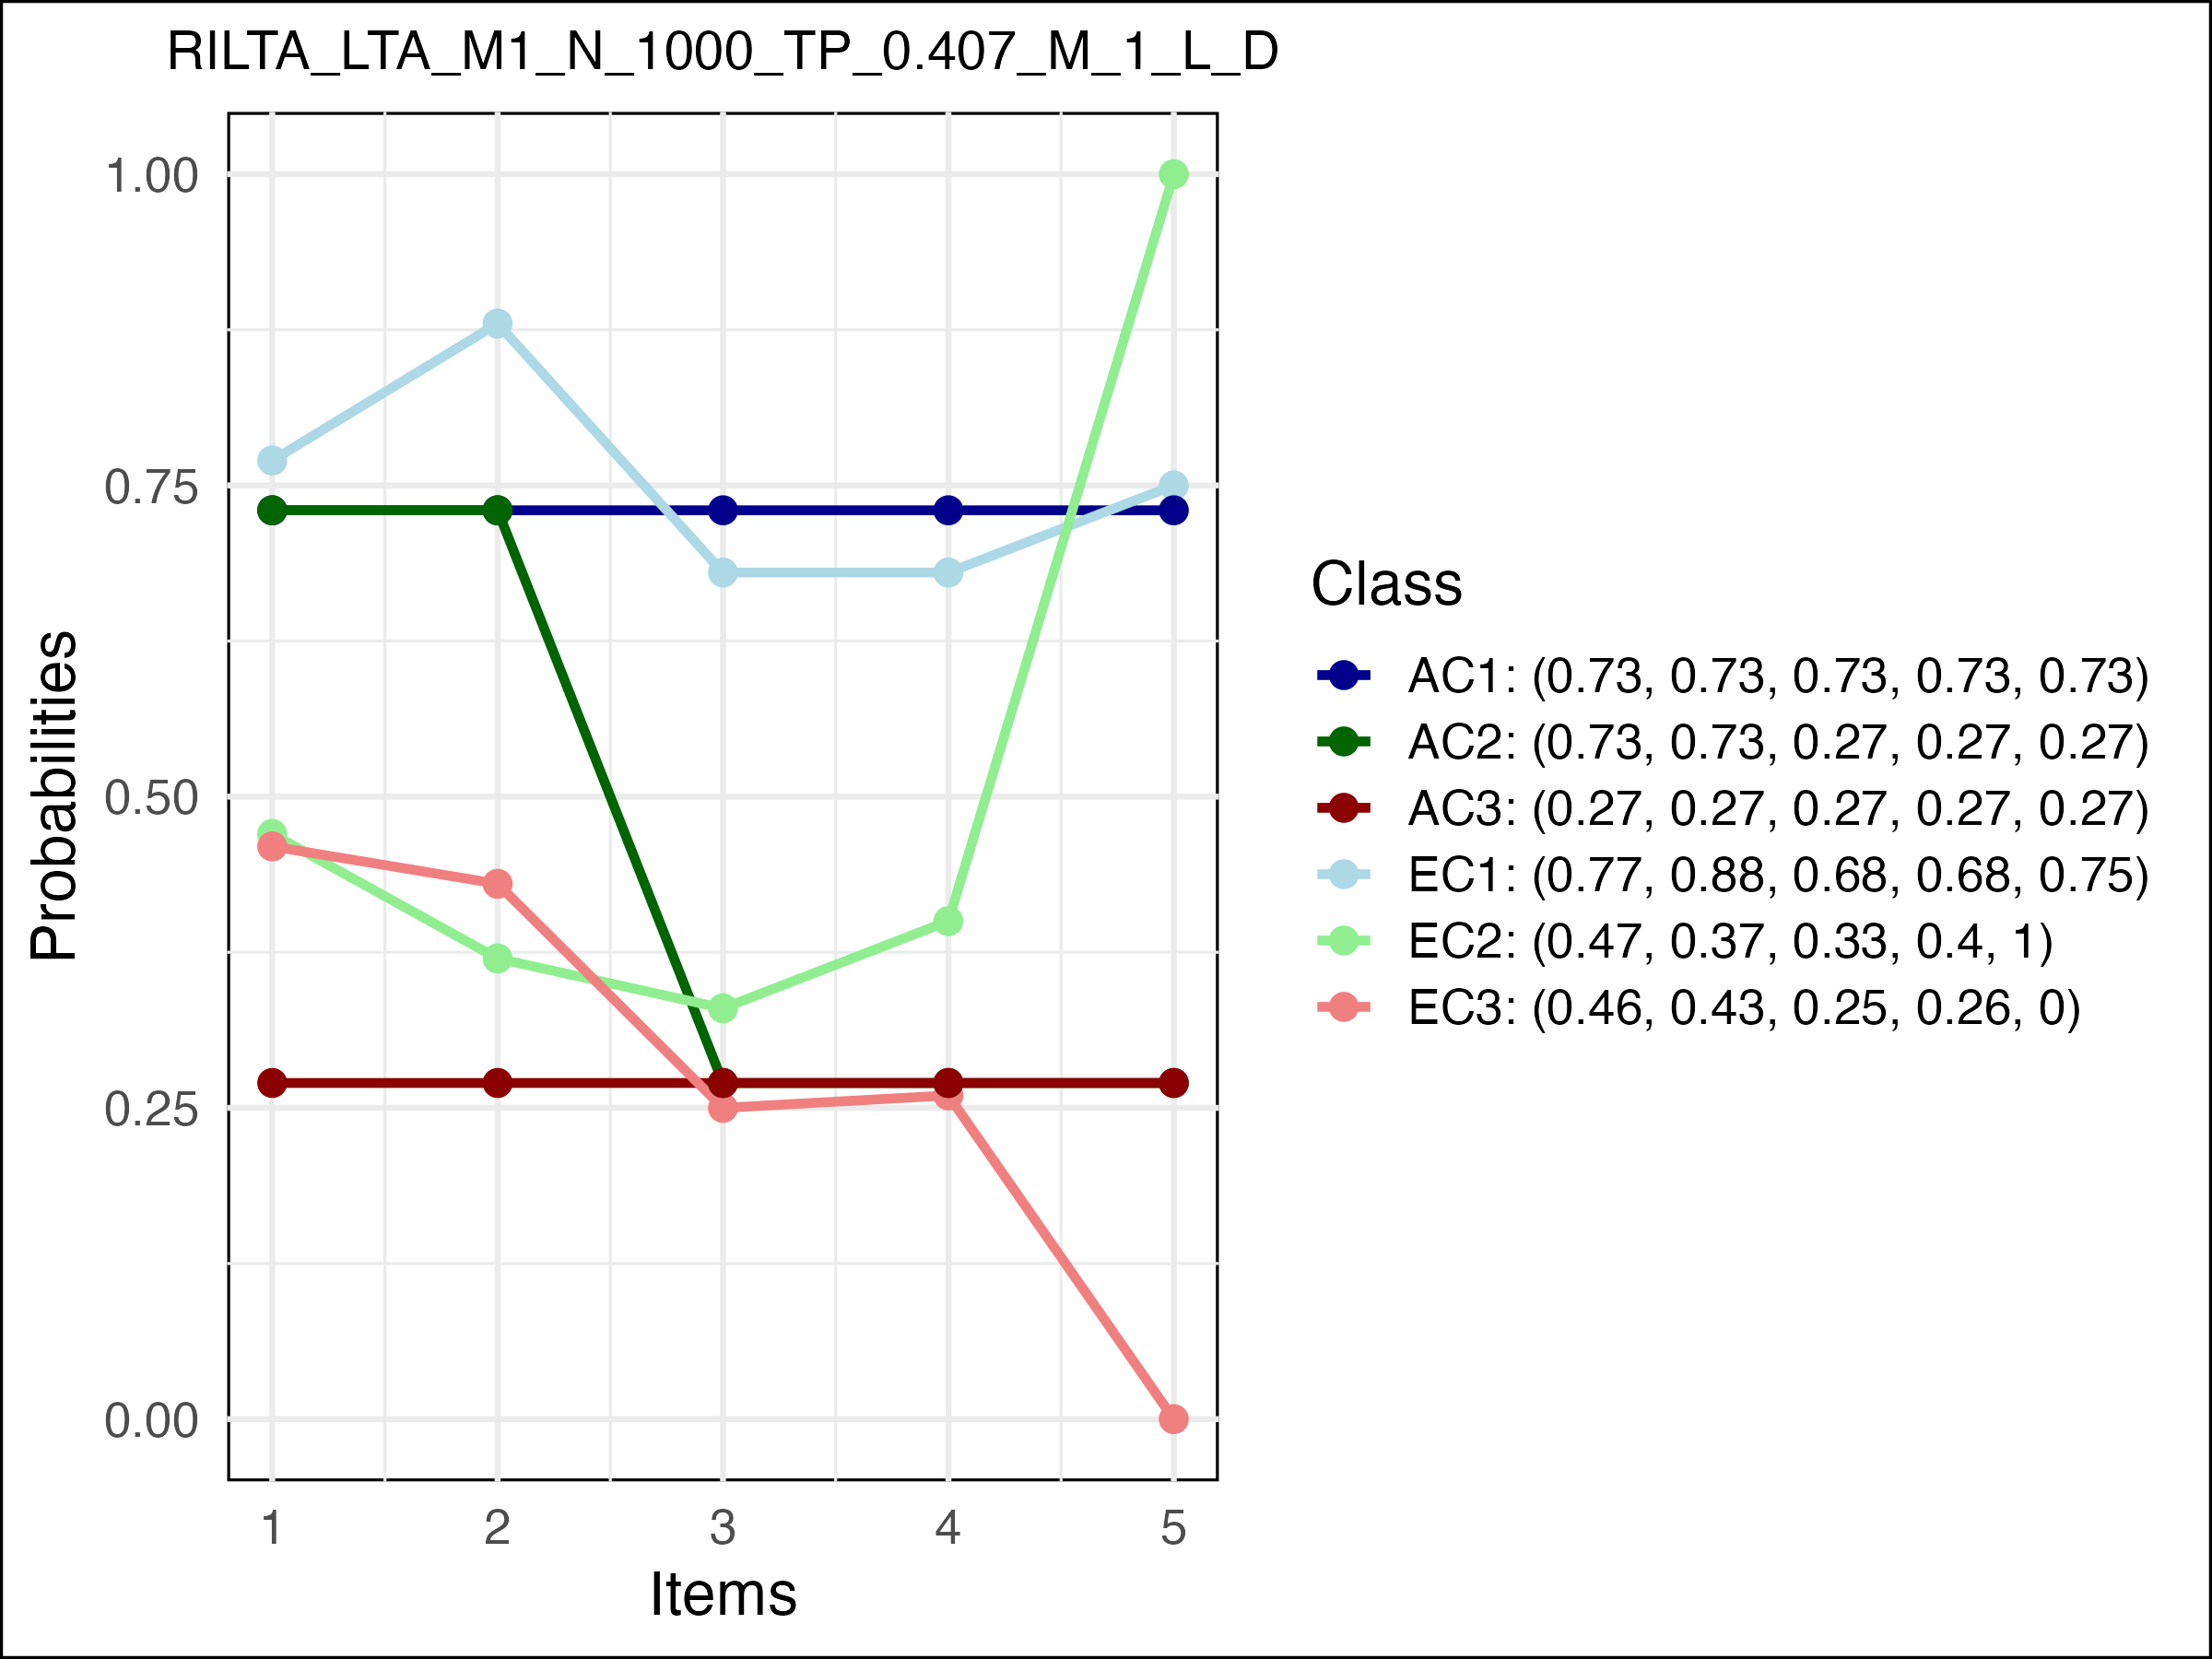 RILTA_LTA_M1_N_1000_TP_0.407_M_1_L_D
1.00
0.75
0.50
0.25
0.00
Probabilities
1 2 3 4 5
Items
Class
AC1: (0.73, 0.73, 0.73, 0.73, 0.73)
AC2: (0.73, 0.73, 0.27, 0.27, 0.27)
AC3: (0.27, 0.27, 0.27, 0.27, 0.27)
EC1: (0.77, 0.88, 0.68, 0.68, 0.75)
EC2: (0.47, 0.37, 0.33, 0.4, 1)
EC3: (0.46, 0.43, 0.25, 0.26, 0)